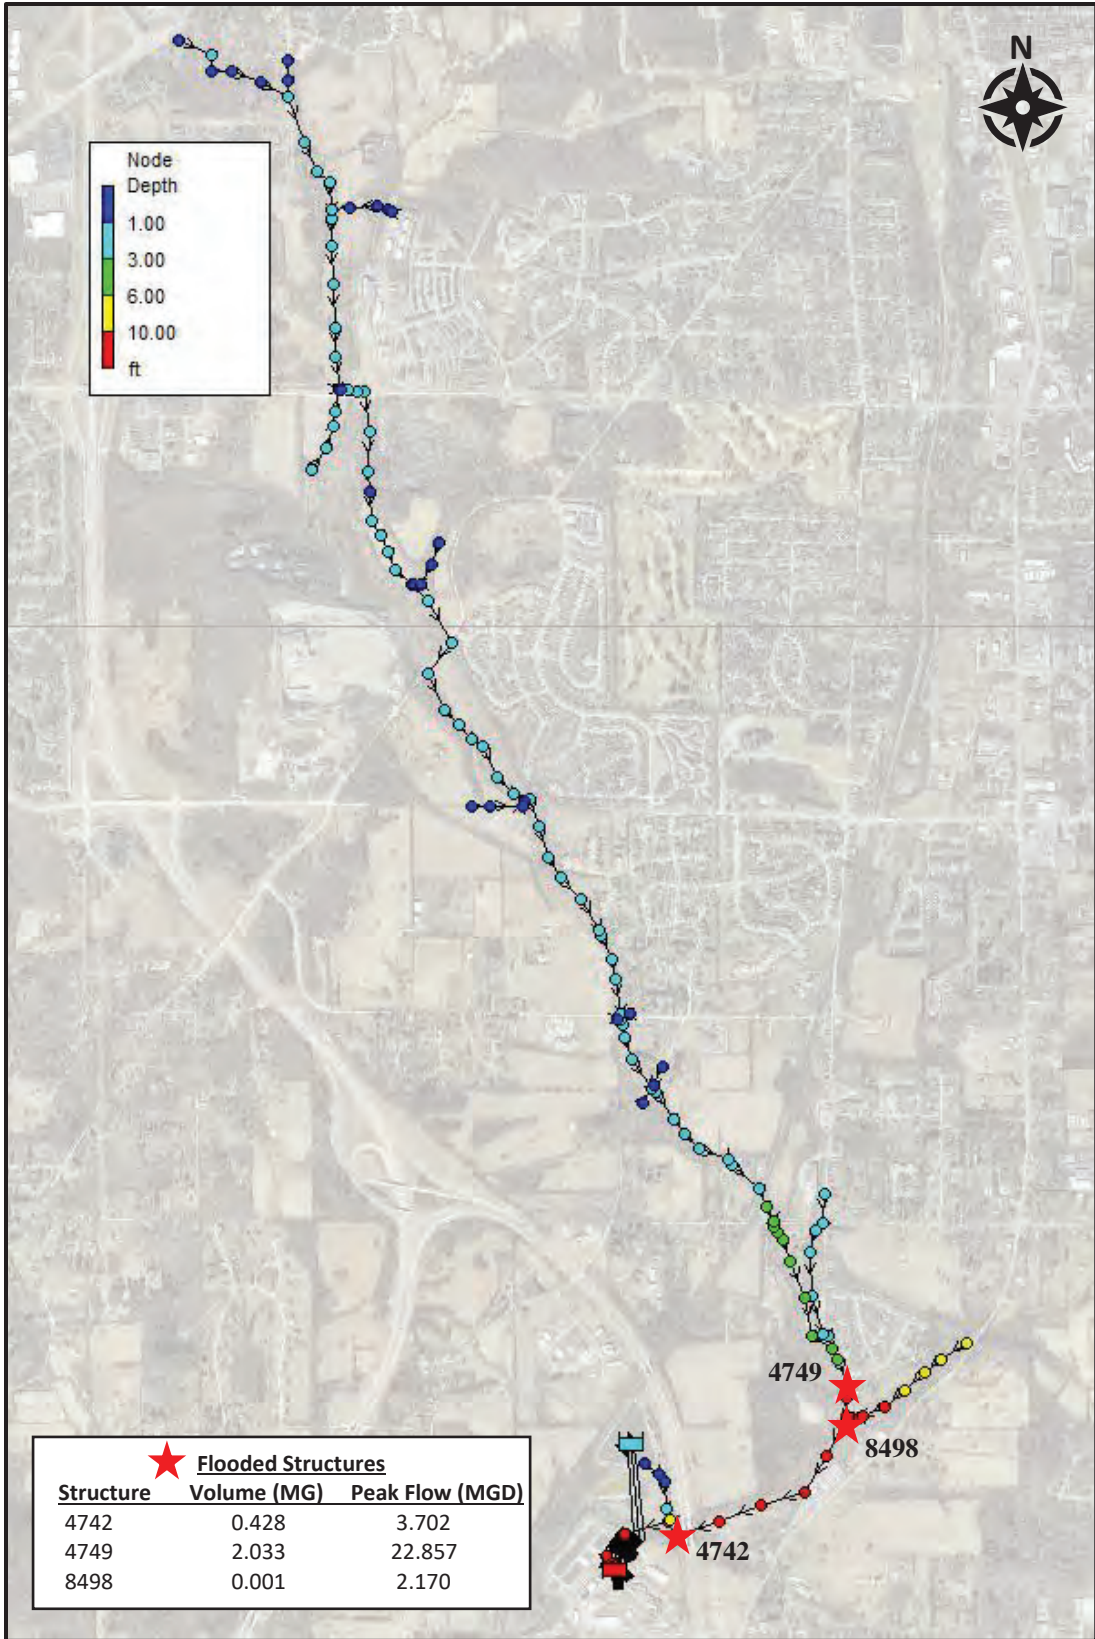 N
Node
Depth
1.00
3.00
6.00
10.00
ft
4749
8498
4742
Flooded Structures
Structure Volume (MG) Peak Flow (MGD)
4742 0.428 3.702
4749 2.033 22.857
8498 0.001 2.170